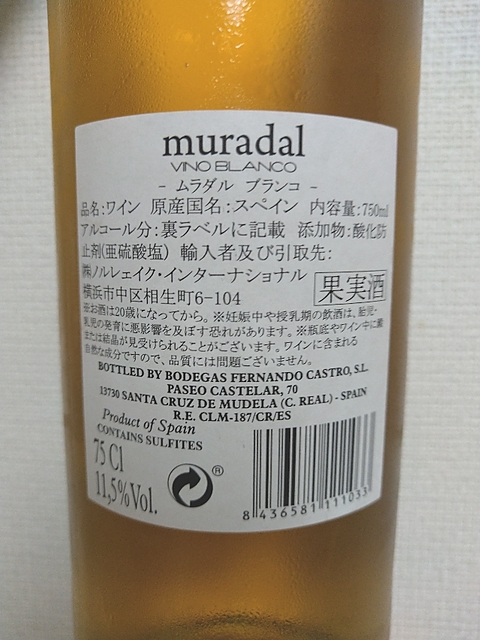 muradal
VINO BLANCO
- ムラダル ブランコ -
品名:ワイン 原産国名:スペイン 内容量:750ml
アルコール分:裏ラベルに記載 添加物:酸化防
止剤(亜硫酸塩) 輸入者及び引取先:
㈱ノルレェイク・インターナショナル
横浜市中区相生町6-104
果実酒
※お酒は20歳になってから。※妊娠中や授乳期の飲酒は、胎児・
乳児の発育に悪影響を及ぼす恐れがあります。※瓶底やワイン中に澱
または結晶が見受けられることがございます。ワインに含まれる
自然な成分ですので、品質には問題ございません。
BOTTLED BY BODEGAS FERNANDO CASTRO, S.L.
PASEO CASTELAR, 70
13730 SANTA CRUZ DE MUDELA (C. REAL) - SPAIN
R.E. CLM-187/CR/ES
Product of Spain
CONTAINS SULFITES
75 Cl
11,5%Vol.
®
8 436581 111033